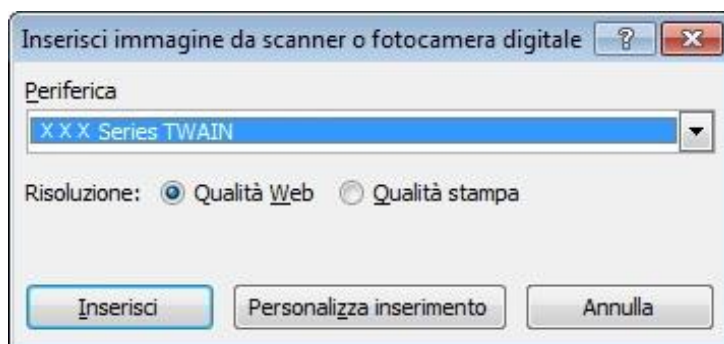 Inserisci immagine da scanner o fotocamera digitale ?
Periferica
X X X Series TWAIN
Risoluzione: Qualità Web Qualità stampa
Inserisci Personalizza inserimento Annulla